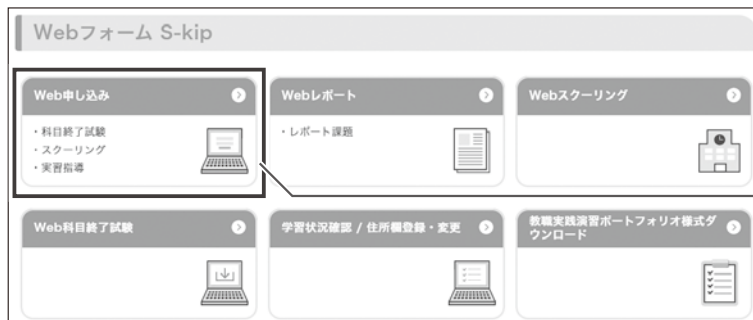 Webフォーム S-kip
Web申し込み
・科目終了試験
・スクーリング
・実習指導
Webレポート
・レポート課題
Webスクーリング
Web科目終了試験
学習状況確認 / 住所欄登録・変更
教職実践演習ポートフォリオ様式ダ
ウンロード